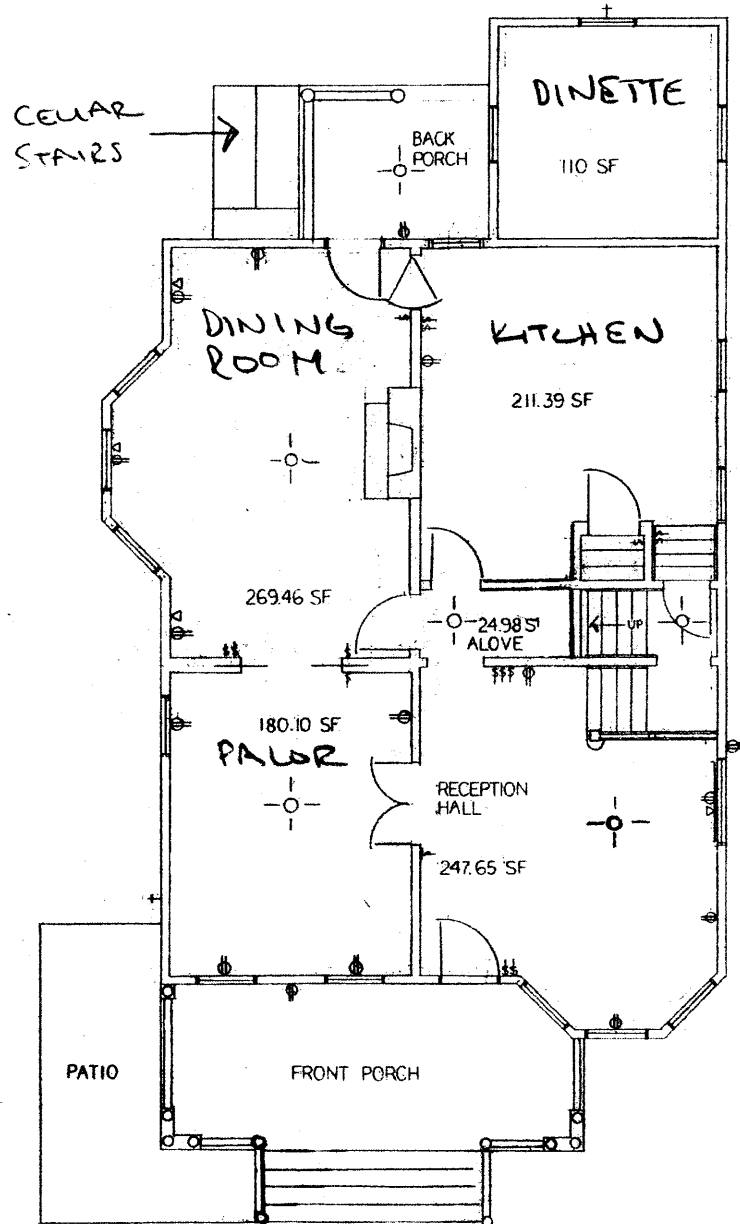 DINETTE
110 SF
CELLAR
STAIRS
BACK
PORCH
DINING
ROOM
KITCHEN
211.39 SF
269.46 SF
24.98 S
ALOVE
UP
180.10 SF
PALOR
RECEPTION
HALL
247.65 SF
PATIO
FRONT PORCH